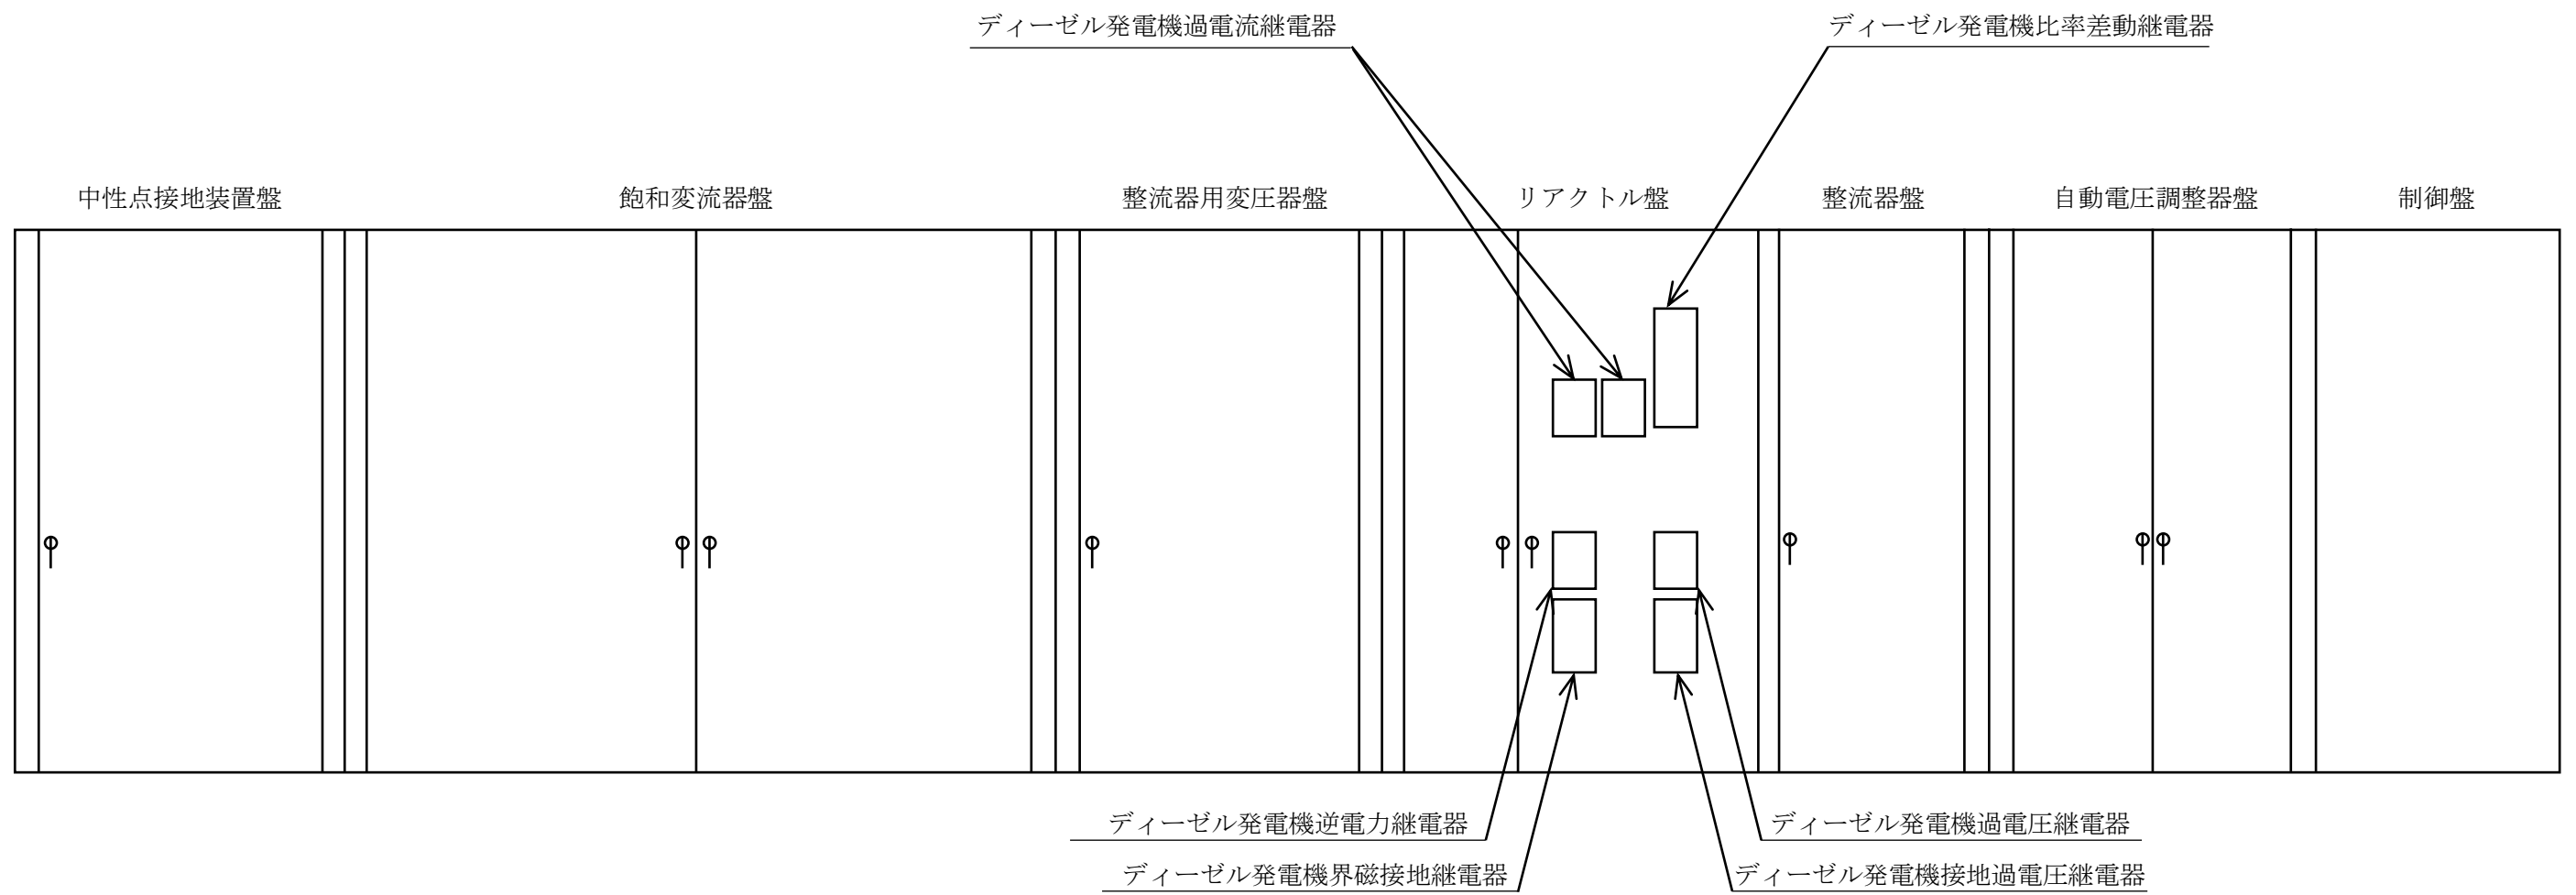 ディーゼル発電機過電流継電器
ディーゼル発電機比率差動継電器
中性点接地装置盤
飽和変流器盤
整流器用変圧器盤
リアクトル盤
整流器盤
自動電圧調整器盤
制御盤
ディーゼル発電機逆電力継電器
ディーゼル発電機過電圧継電器
ディーゼル発電機界磁接地継電器
ディーゼル発電機接地過電圧継電器